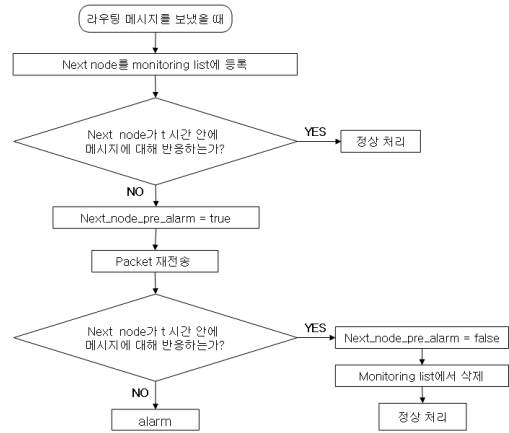 라우팅 메시지를 보냈을 때
Next node를 monitoring list에 등록
Next node가 t 시간 안에
메시지에 대해 반응하는가?
YES
정상 처리
NO
Next_node_pre_alarm = true
Packet 재전송
Next node가 t 시간 안에
메시지에 대해 반응하는가?
YES
Next_node_pre_alarm = false
Monitoring list에서 삭제
정상 처리
NO
alarm